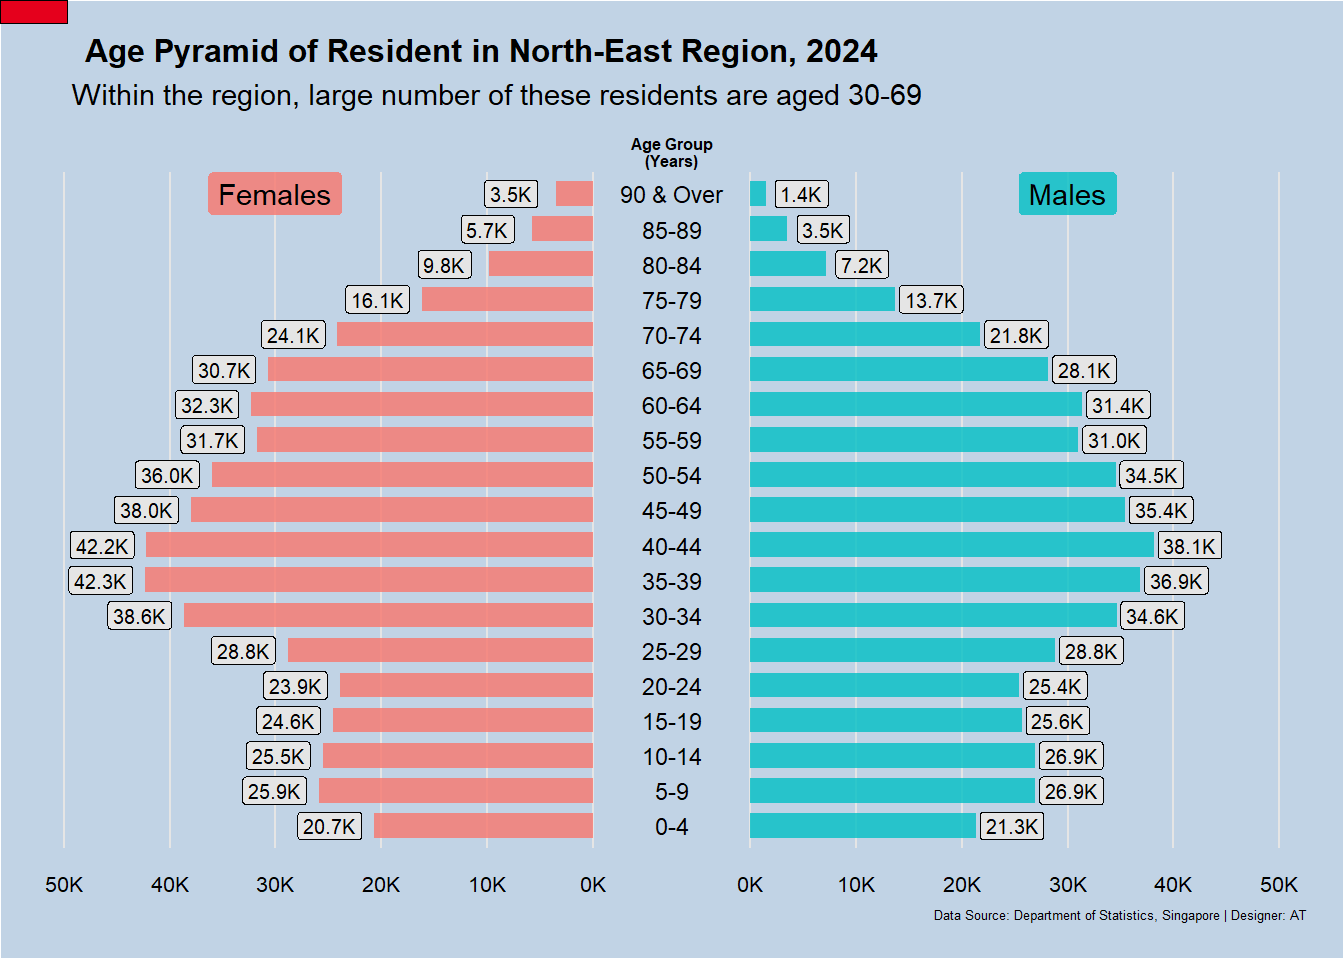 Age Pyramid of Resident in North-East Region, 2024
Within the region, large number of these residents are aged 30-69
Age Group
(Years)
Females
Males
3.5K 90 & Over 1.4K
5.7K 85-89 3.5K
9.8K 80-84 7.2K
16.1K 75-79 13.7K
24.1K 70-74 21.8K
30.7K 65-69 28.1K
32.3K 60-64 31.4K
31.7K 55-59 31.0K
36.0K 50-54 34.5K
38.0K 45-49 35.4K
42.2K 40-44 38.1K
42.3K 35-39 36.9K
38.6K 30-34 34.6K
28.8K 25-29 28.8K
23.9K 20-24 25.4K
24.6K 15-19 25.6K
25.5K 10-14 26.9K
25.9K 5-9 26.9K
20.7K 0-4 21.3K
50K 40K 30K 20K 10K 0K 0K 10K 20K 30K 40K 50K
Data Source: Department of Statistics, Singapore | Designer: AT